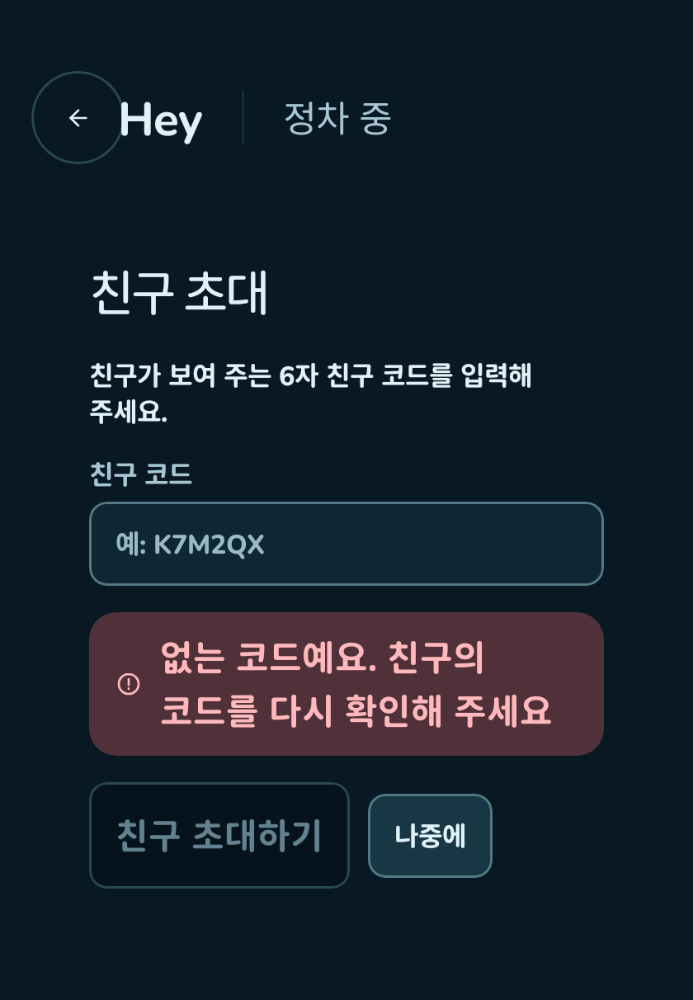 Hey
정차 중
친구 초대
친구가 보여 주는 6자 친구 코드를 입력해
주세요.
친구 코드
예: K7M2QX
없는 코드예요. 친구의
코드를 다시 확인해 주세요
친구 초대하기
나중에